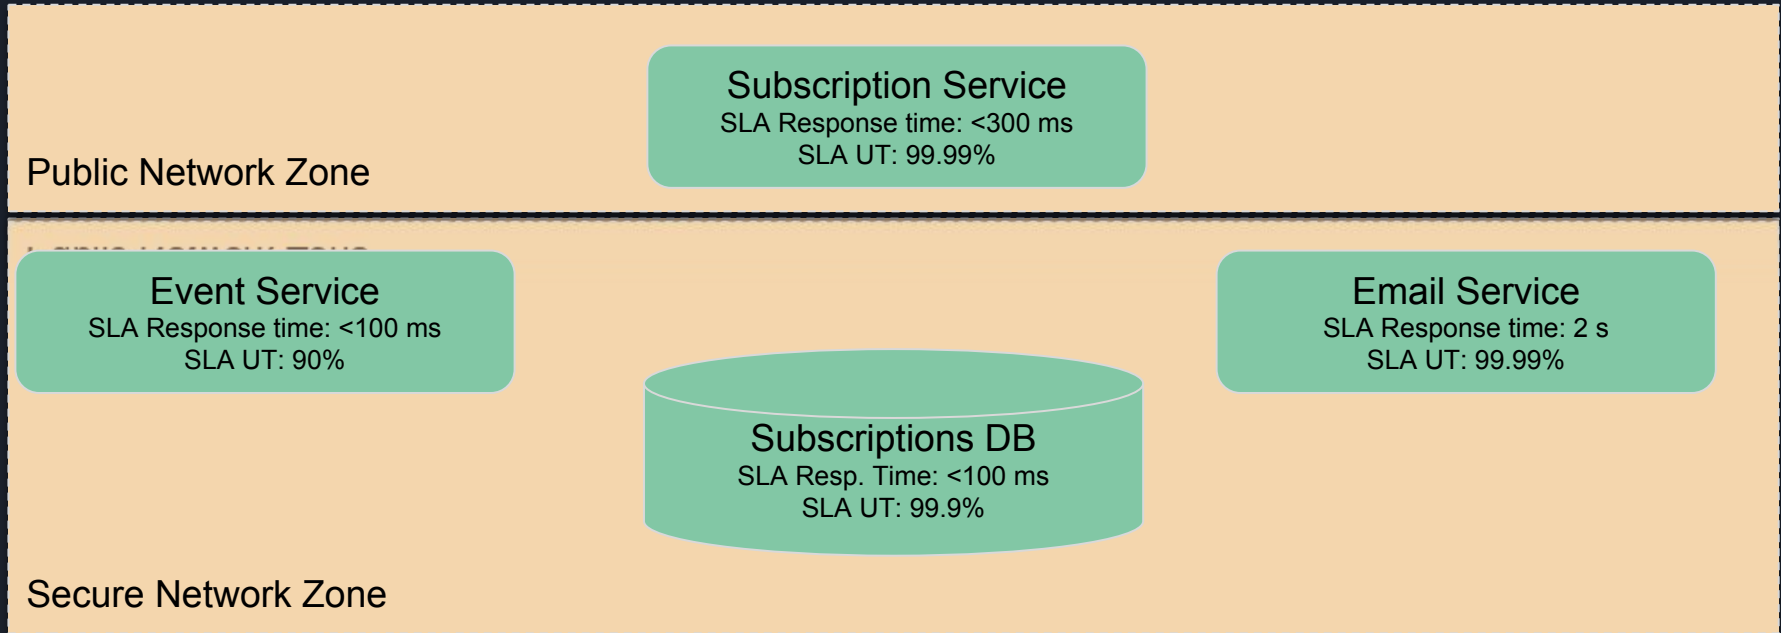 Subscription Service
SLA Response time: <300 ms
SLA UT: 99.99%
Public Network Zone
Event Service
SLA Response time: <100 ms
SLA UT: 90%
Email Service
SLA Response time: 2 s
SLA UT: 99.99%
Subscriptions DB
SLA Resp. Time: <100 ms
SLA UT: 99.9%
Secure Network Zone